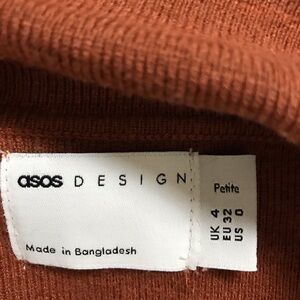 asos DESIGN
Made in Bangladesh
Petite
UK 4
EU 32
US 0